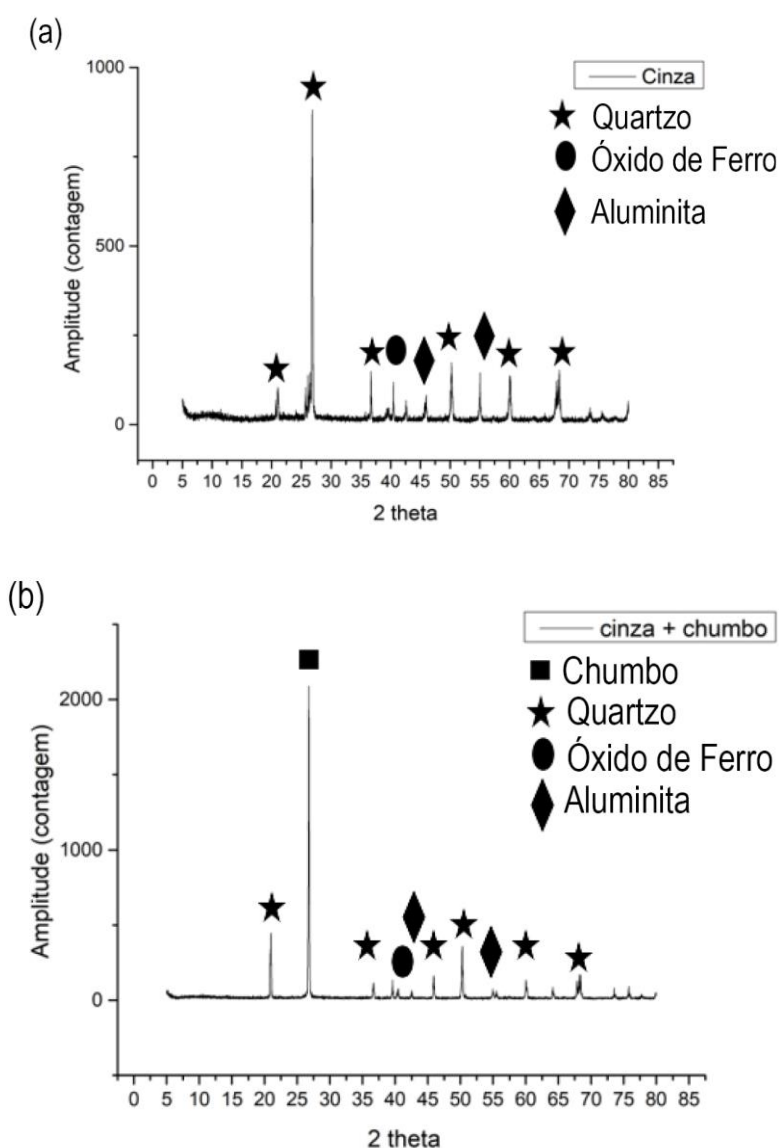 (a)
Cinza
Quartzo
Óxido de Ferro
Aluminita
Amplitude (contagem)
1000
500
0
0 5 10 15 20 25 30 35 40 45 50 55 60 65 70 75 80 85
2 theta
(b)
cinza + chumbo
Chumbo
Quartzo
Óxido de Ferro
Aluminita
Amplitude (contagem)
2000
1000
0
0 5 10 15 20 25 30 35 40 45 50 55 60 65 70 75 80 85
2 theta